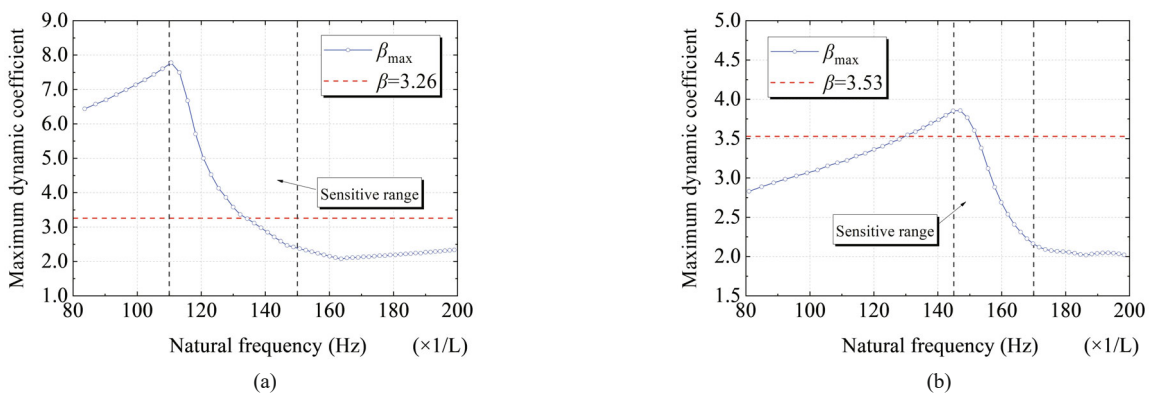 Maximum dynamic coefficient
9.0
8.0
7.0
6.0
5.0
4.0
3.0
2.0
1.0
βmax
β=3.26
Sensitive range
80 100 120 140 160 180 200
Natural frequency (Hz) (×1/L)
(a)
Maximum dynamic coefficient
5.0
4.5
4.0
3.5
3.0
2.5
2.0
1.5
βmax
β=3.53
Sensitive range
80 100 120 140 160 180 200
Natural frequency (Hz) (×1/L)
(b)